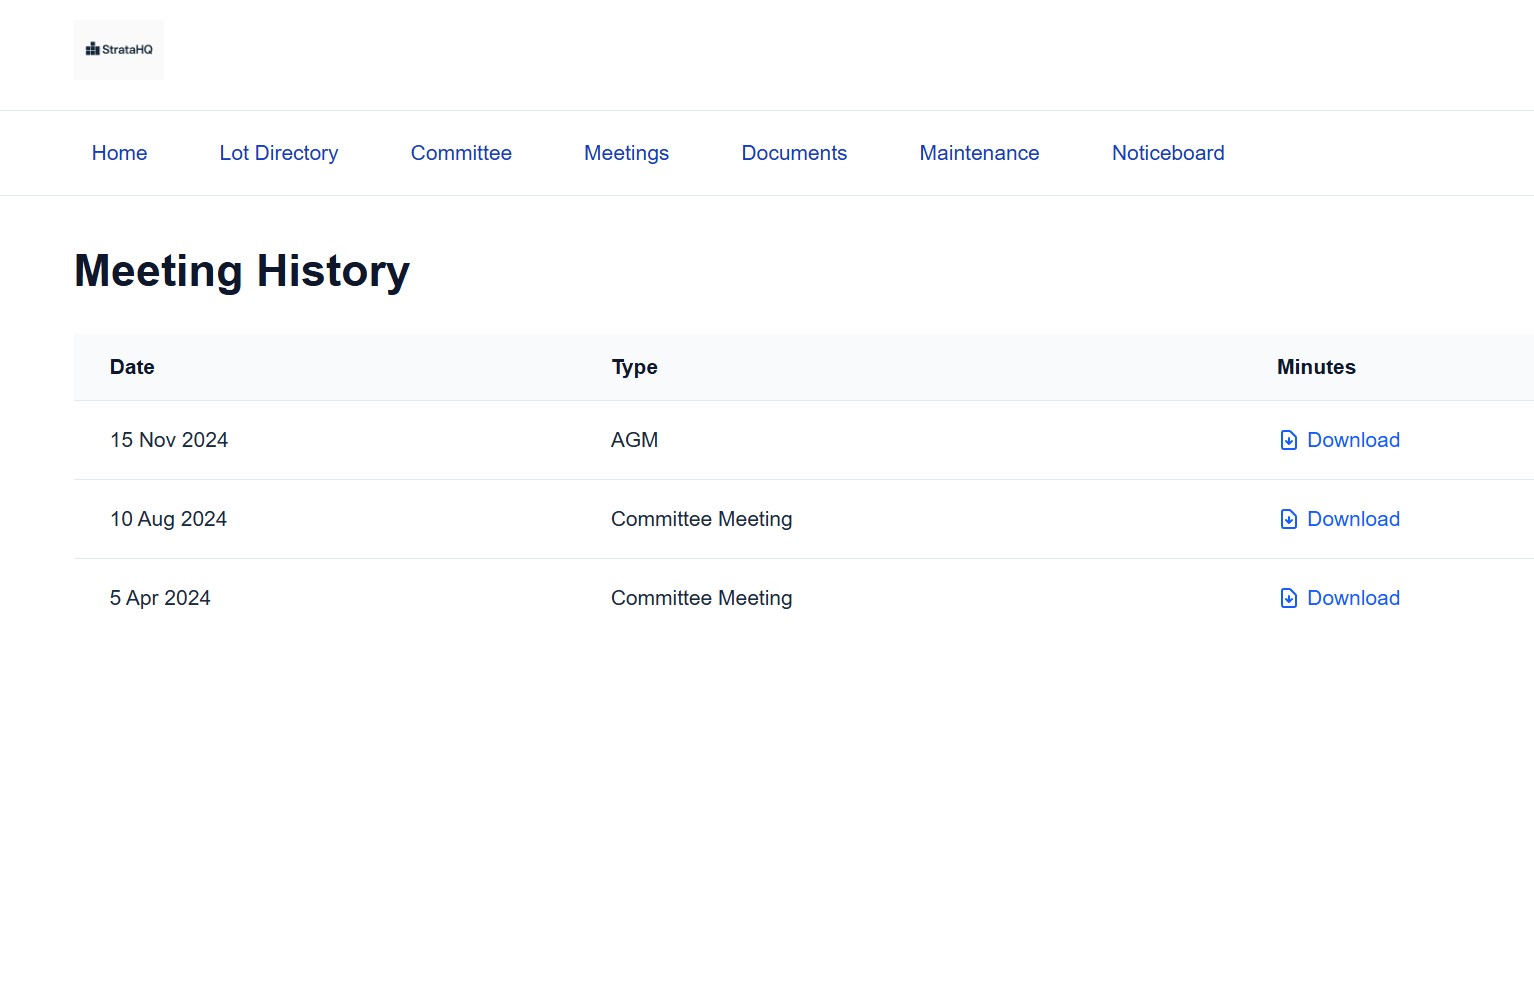 StrataHQ
Home Lot Directory Committee Meetings Documents Maintenance Noticeboard
Meeting History
Date Type Minutes
15 Nov 2024 AGM Download
10 Aug 2024 Committee Meeting Download
5 Apr 2024 Committee Meeting Download